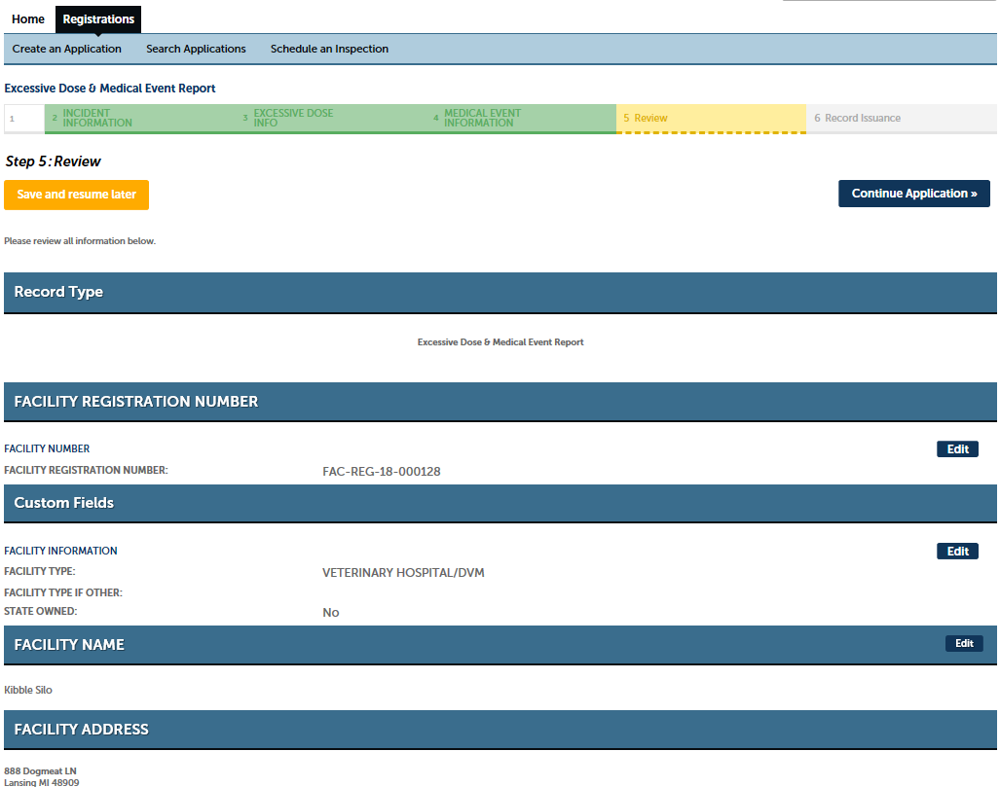 Home Registrations
Create an Application Search Applications Schedule an Inspection
Excessive Dose & Medical Event Report
1 2 INCIDENT INFORMATION 3 EXCESSIVE DOSE INFO 4 MEDICAL EVENT INFORMATION 5 Review 6 Record Issuance
Step 5: Review
Save and resume later Continue Application »
Please review all information below.
Record Type
Excessive Dose & Medical Event Report
FACILITY REGISTRATION NUMBER
FACILITY NUMBER Edit
FACILITY REGISTRATION NUMBER: FAC-REG-18-000128
Custom Fields
FACILITY INFORMATION Edit
FACILITY TYPE: VETERINARY HOSPITAL/DVM
FACILITY TYPE IF OTHER:
STATE OWNED: No
FACILITY NAME Edit
Kibble Silo
FACILITY ADDRESS
888 Dogmeat LN
Lansing MI 48909